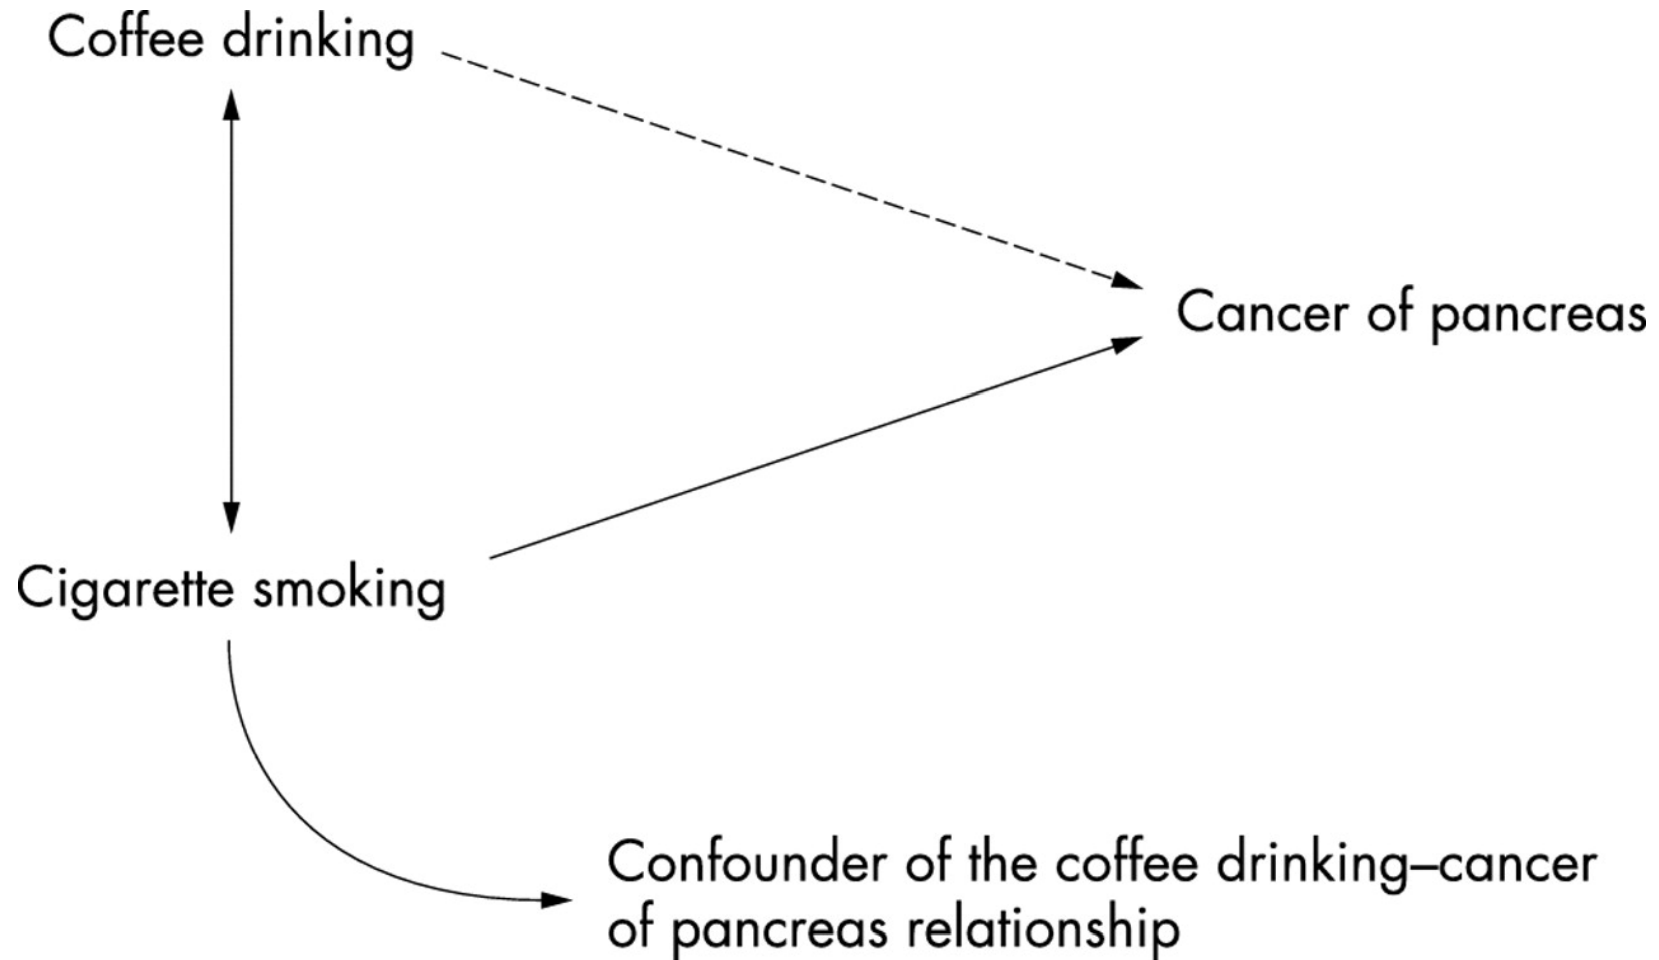 Coffee drinking
Cancer of pancreas
Cigarette smoking
Confounder of the coffee drinking–cancer
of pancreas relationship